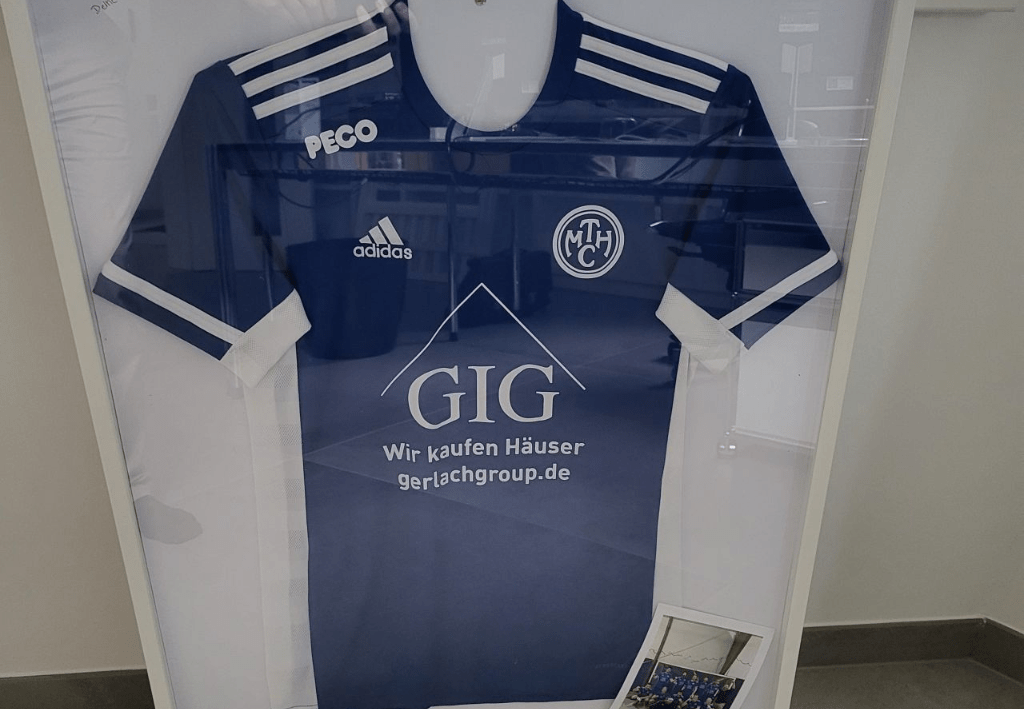 PECO
adidas
MTHC
GIG
Wir kaufen Häuser
gerlachgroup.de